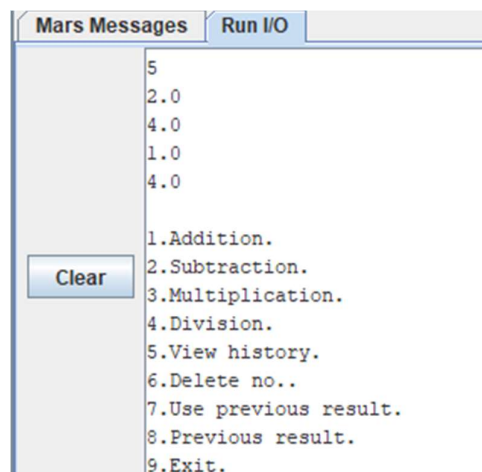 Mars Messages Run I/O
5
2.0
4.0
1.0
4.0
1.Addition.
2.Subtraction.
Clear
3.Multiplication.
4.Division.
5.View history.
6.Delete no..
7.Use previous result.
8.Previous result.
9.Exit.